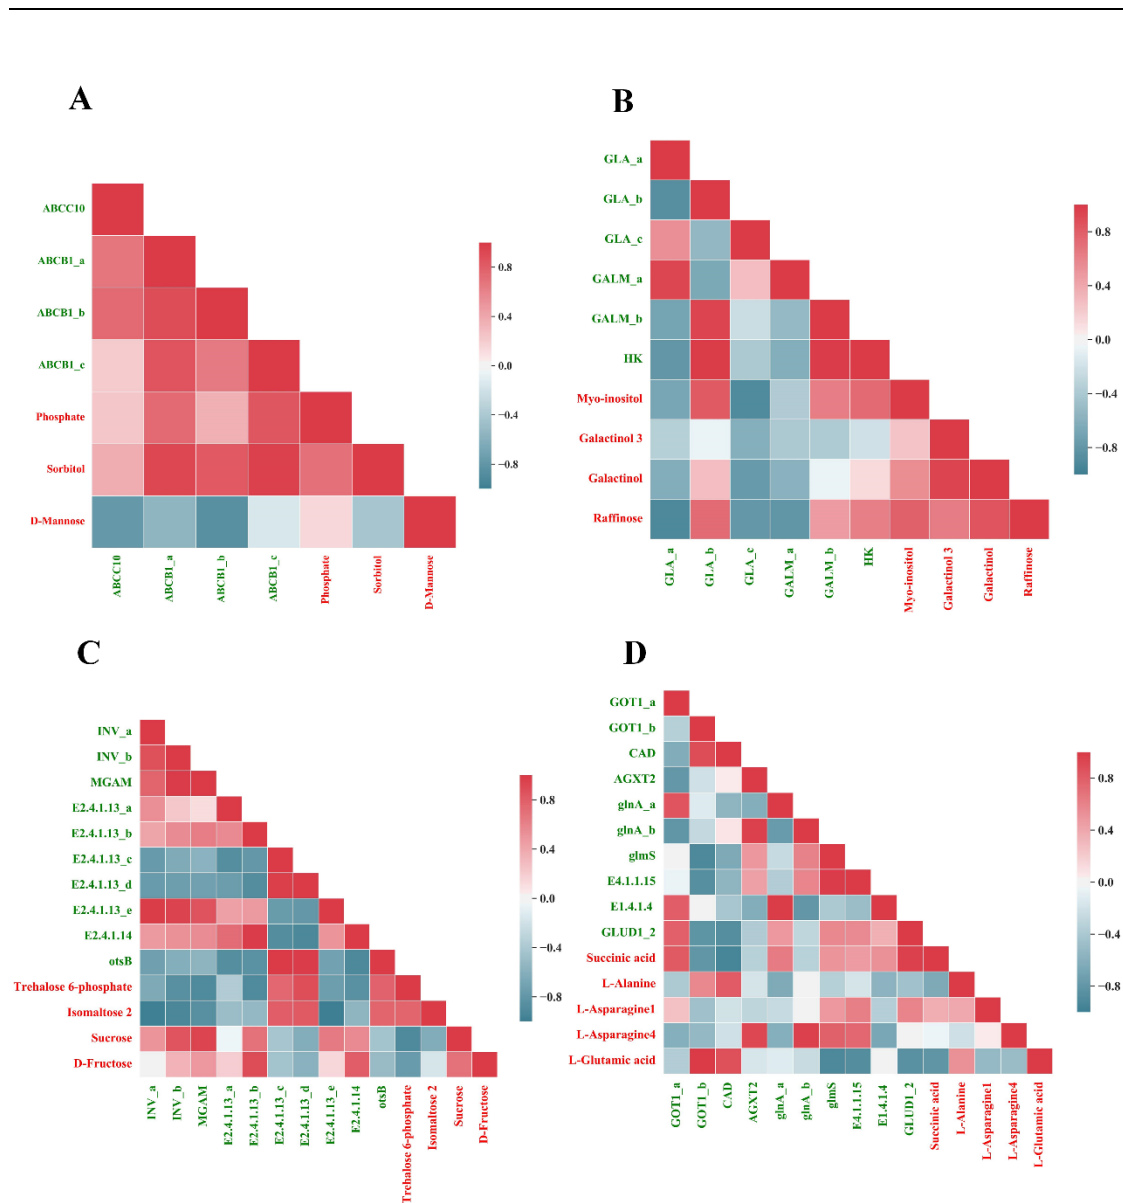 A
ABCC10
ABCB1_a
ABCB1_b
ABCB1_c
Phosphate
Sorbitol
D-Mannose
ABCC10
ABCB1_a
ABCB1_b
ABCB1_c
Phosphate
Sorbitol
D-Mannose
0.8
0.4
0.0
−0.4
−0.8
B
GLA_a
GLA_b
GLA_c
GALM_a
GALM_b
HK
Myo-inositol
Galactinol 3
Galactinol
Raffinose
GLA_a
GLA_b
GLA_c
GALM_a
GALM_b
HK
Myo-inositol
Galactinol 3
Galactinol
Raffinose
0.8
0.4
0.0
−0.4
−0.8
C
INV_a
INV_b
MGAM
E2.4.1.13_a
E2.4.1.13_b
E2.4.1.13_c
E2.4.1.13_d
E2.4.1.13_e
E2.4.1.14
otsB
Trehalose 6-phosphate
Isomaltose 2
Sucrose
D-Fructose
INV_a
INV_b
MGAM
E2.4.1.13_a
E2.4.1.13_b
E2.4.1.13_c
E2.4.1.13_d
E2.4.1.13_e
E2.4.1.14
otsB
Trehalose 6-phosphate
Isomaltose 2
Sucrose
D-Fructose
0.8
0.4
0.0
−0.4
−0.8
D
GOT1_a
GOT1_b
CAD
AGXT2
glnA_a
glnA_b
glmS
E4.1.1.15
E1.4.1.4
GLUD1_2
Succinic acid
L-Alanine
L-Asparagine1
L-Asparagine4
L-Glutamic acid
GOT1_a
GOT1_b
CAD
AGXT2
glnA_a
glnA_b
glmS
E4.1.1.15
E1.4.1.4
GLUD1_2
Succinic acid
L-Alanine
L-Asparagine1
L-Asparagine4
L-Glutamic acid
0.8
0.4
0.0
−0.4
−0.8